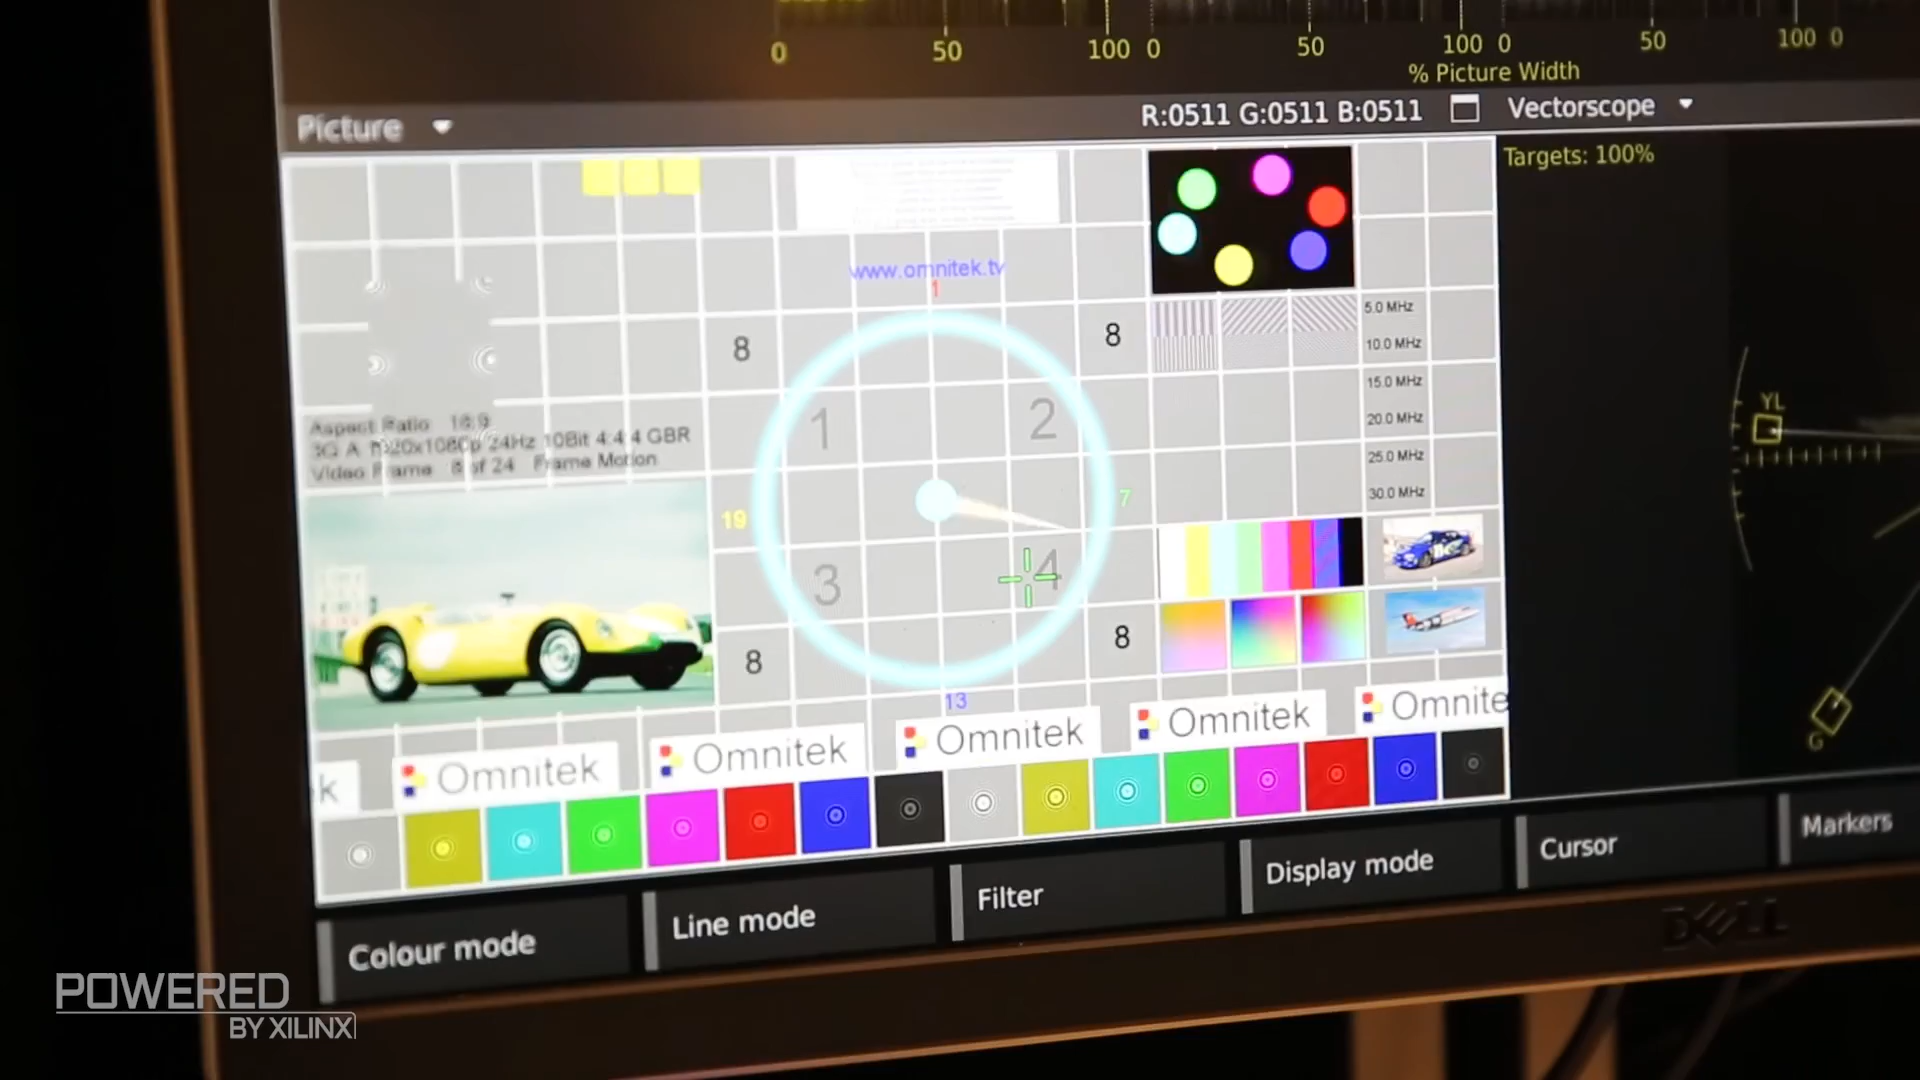 0 50 100 0 50 100 0 50 100 0
% Picture Width
Picture R:0511 G:0511 B:0511 Vectorscope
Targets: 100%
www.omnitek.tv
1
5.0 MHz
8 8
10.0 MHz
15.0 MHz
1 2
20.0 MHz
Aspect Ratio 16:9
3G A 1920x1080p 24Hz 10Bit 4:4:4 GBR
Video Frame 8 of 24 Frame Motion
25.0 MHz
30.0 MHz
YL
19 7
3 4
8 8
13
G
k Omnitek Omnitek Omnitek Omnitek Omnite
Colour mode Line mode Filter Display mode Cursor Markers
DELL
POWERED
BY XILINX